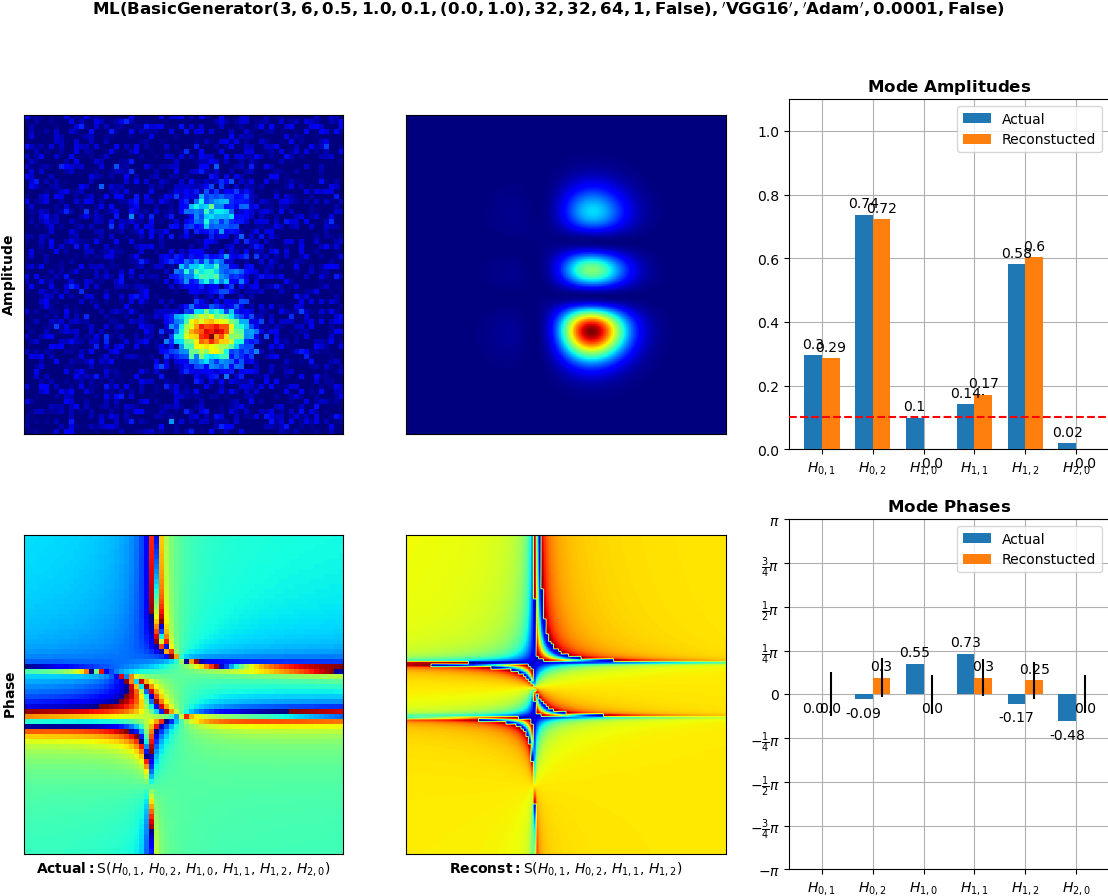 ML(BasicGenerator(3, 6, 0.5, 1.0, 0.1, (0.0, 1.0), 32, 32, 64, 1, False), ′VGG16′, ′Adam′, 0.0001, False)
Amplitude
Mode Amplitudes
Actual
Reconstucted
1.0
0.8
0.6
0.4
0.2
0.0
0.3
0.29
0.74
0.72
0.1
0.0
0.14
0.17
0.58
0.6
0.02
0.0
H0,1 H0,2 H1,0 H1,1 H1,2 H2,0
Phase
Actual: S(H0,1, H0,2, H1,0, H1,1, H1,2, H2,0)
Reconst: S(H0,1, H0,2, H1,1, H1,2)
Mode Phases
Actual
Reconstucted
π
3/4π
1/2π
1/4π
0
−1/4π
−1/2π
−3/4π
−π
0.0
0.0
-0.09
0.3
0.55
0.0
0.73
0.3
-0.17
0.25
-0.48
0.0
H0,1 H0,2 H1,0 H1,1 H1,2 H2,0